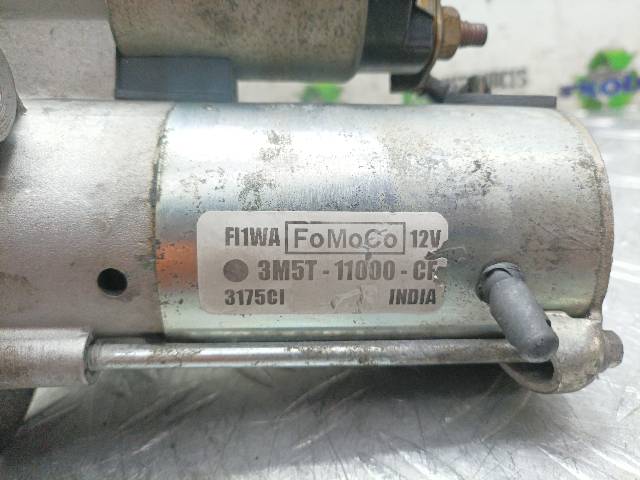 FI1WA FoMoCo 12V
3M5T-11000-CF
3175CI INDIA